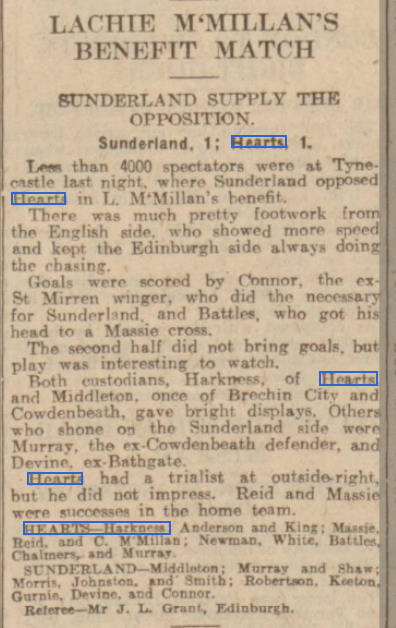 LACHIE M'MILLAN'S
BENEFIT MATCH
SUNDERLAND SUPPLY THE
OPPOSITION.
Sunderland, 1; Hearts, 1.
Less than 4000 spectators were at Tyne-
castle last night, where Sunderland opposed
Hearts in L. M'Millan's benefit.
There was much pretty footwork from
the English side, who showed more speed
and kept the Edinburgh side always doing
the chasing.
Goals were scored by Connor, the ex-
St Mirren winger, who did the necessary
for Sunderland, and Battles, who got his
head to a Massie cross.
The second half did not bring goals, but
play was interesting to watch.
Both custodians, Harkness, of Hearts
and Middleton, once of Brechin City and
Cowdenbeath, gave bright displays. Others
who shone on the Sunderland side were
Murray, the ex-Cowdenbeath defender, and
Devine, ex-Bathgate.
Hearts had a trialist at outside-right,
but he did not impress. Reid and Massie
were successes in the home team.
HEARTS—Harkness; Anderson and King; Massie,
Reid, and C. M'Millan; Newman, White, Battles,
Chalmers, and Murray.
SUNDERLAND—Middleton; Murray and Shaw;
Morris, Johnston, and Smith; Robertson, Keeton,
Gurnie, Devine, and Connor.
Referee—Mr J. L. Grant, Edinburgh.